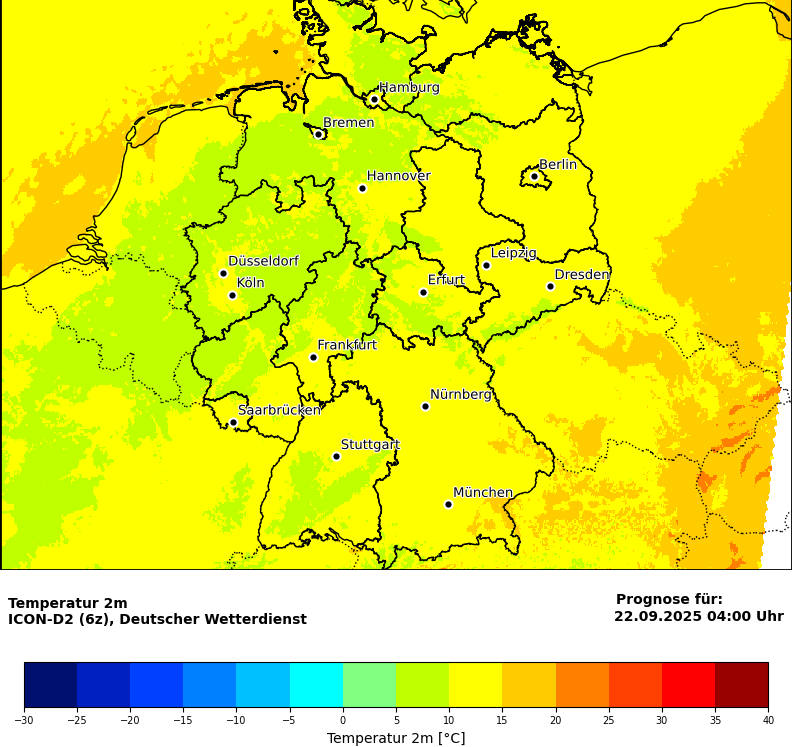 Hamburg
Bremen
Berlin
Hannover
Leipzig
Düsseldorf
Dresden
Köln
Erfurt
Frankfurt
Nürnberg
Saarbrücken
Stuttgart
München
Temperatur 2m
ICON-D2 (6z), Deutscher Wetterdienst
Prognose für:
22.09.2025 04:00 Uhr
−30 −25 −20 −15 −10 −5 0 5 10 15 20 25 30 35 40
Temperatur 2m [°C]